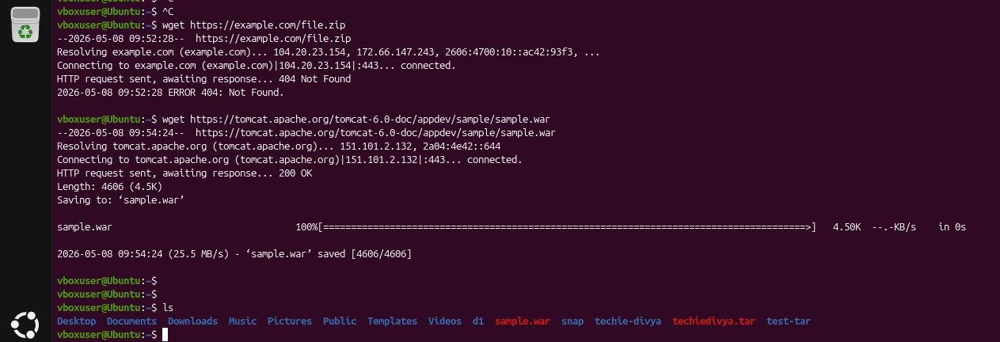 vboxuser@Ubuntu:~$ ^C
vboxuser@Ubuntu:~$ wget https://example.com/file.zip
--2026-05-08 09:52:28--  https://example.com/file.zip
Resolving example.com (example.com)... 104.20.23.154, 172.66.147.243, 2606:4700:10::ac42:93f3, ...
Connecting to example.com (example.com)|104.20.23.154|:443... connected.
HTTP request sent, awaiting response... 404 Not Found
2026-05-08 09:52:28 ERROR 404: Not Found.
vboxuser@Ubuntu:~$ wget https://tomcat.apache.org/tomcat-6.0-doc/appdev/sample/sample.war
--2026-05-08 09:54:24--  https://tomcat.apache.org/tomcat-6.0-doc/appdev/sample/sample.war
Resolving tomcat.apache.org (tomcat.apache.org)... 151.101.2.132, 2a04:4e42::644
Connecting to tomcat.apache.org (tomcat.apache.org)|151.101.2.132|:443... connected.
HTTP request sent, awaiting response... 200 OK
Length: 4606 (4.5K)
Saving to: ‘sample.war’
sample.war 100%[=======================================================================================>] 4.50K --.-KB/s in 0s
2026-05-08 09:54:24 (25.5 MB/s) - ‘sample.war’ saved [4606/4606]
vboxuser@Ubuntu:~$
vboxuser@Ubuntu:~$
vboxuser@Ubuntu:~$ ls
Desktop Documents Downloads Music Pictures Public Templates Videos d1 sample.war snap techie-divya techiedivya.tar test-tar
vboxuser@Ubuntu:~$